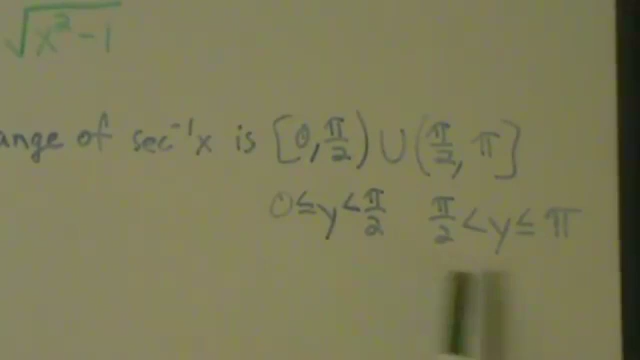 √(x² - 1)
ange of sec⁻¹x is [0, π/2) ∪ (π/2, π]
0 ≤ y < π/2   π/2 < y ≤ π